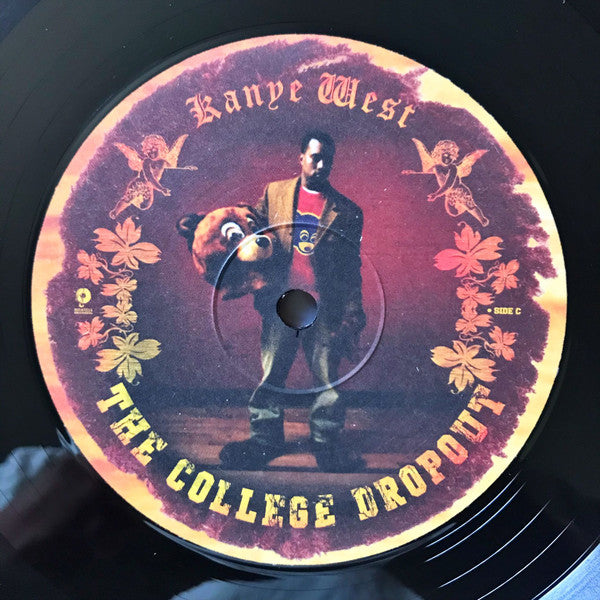 Kanye West
• SIDE C
THE COLLEGE DROPOUT